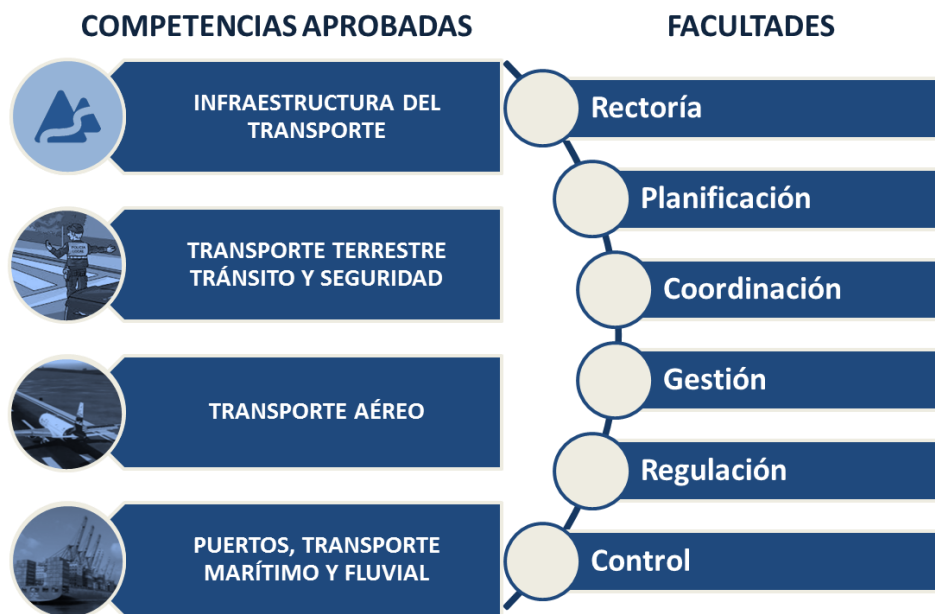 COMPETENCIAS APROBADAS
INFRAESTRUCTURA DEL
TRANSPORTE
TRANSPORTE TERRESTRE
TRÁNSITO Y SEGURIDAD
TRANSPORTE AÉREO
PUERTOS, TRANSPORTE
MARÍTIMO Y FLUVIAL
FACULTADES
Rectoría
Planificación
Coordinación
Gestión
Regulación
Control